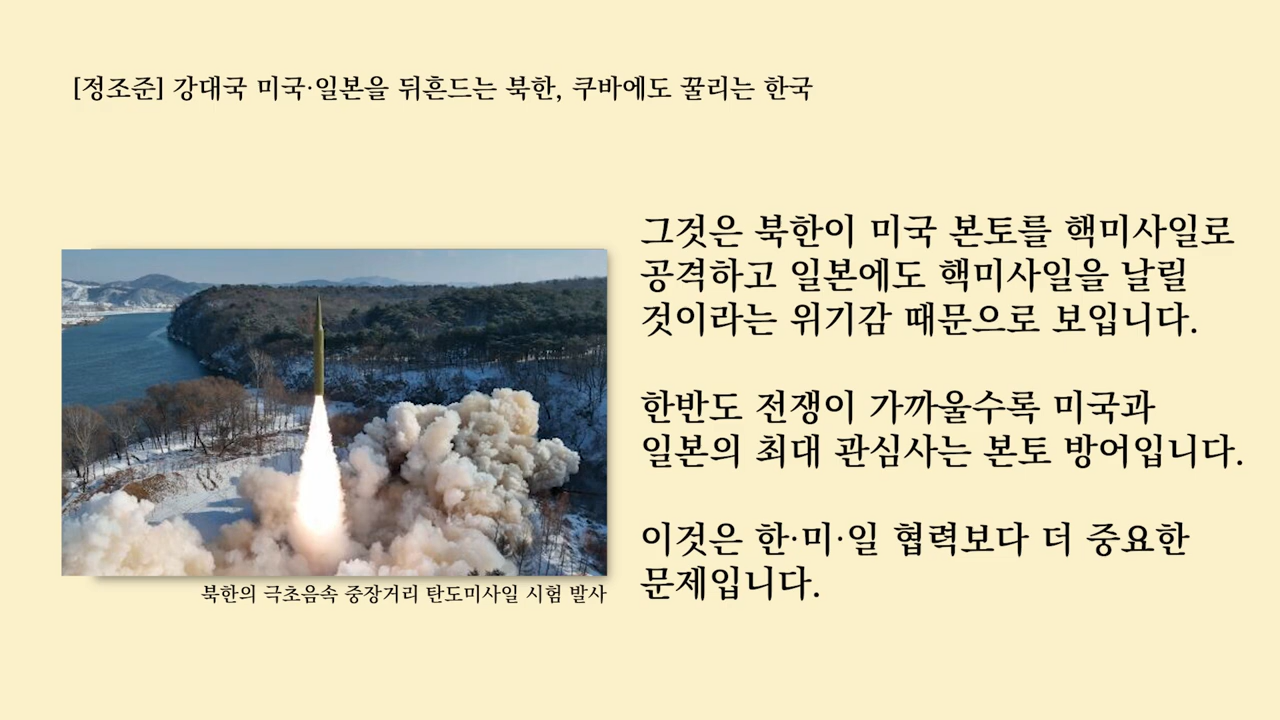 [정조준] 강대국 미국·일본을 뒤흔드는 북한, 쿠바에도 꿀리는 한국
그것은 북한이 미국 본토를 핵미사일로
공격하고 일본에도 핵미사일을 날릴
것이라는 위기감 때문으로 보입니다.
한반도 전쟁이 가까울수록 미국과
일본의 최대 관심사는 본토 방어입니다.
이것은 한·미·일 협력보다 더 중요한
문제입니다.
북한의 극초음속 중장거리 탄도미사일 시험 발사